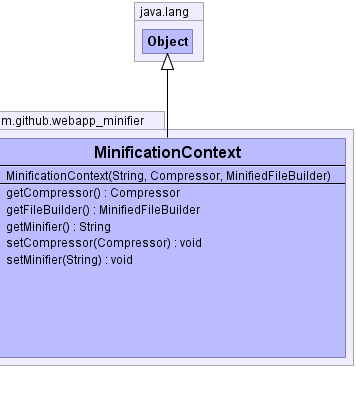 java.lang
Object
m.github.webapp_minifier
MinificationContext
MinificationContext(String, Compressor, MinifiedFileBuilder)
getCompressor() : Compressor
getFileBuilder() : MinifiedFileBuilder
getMinifier() : String
setCompressor(Compressor) : void
setMinifier(String) : void